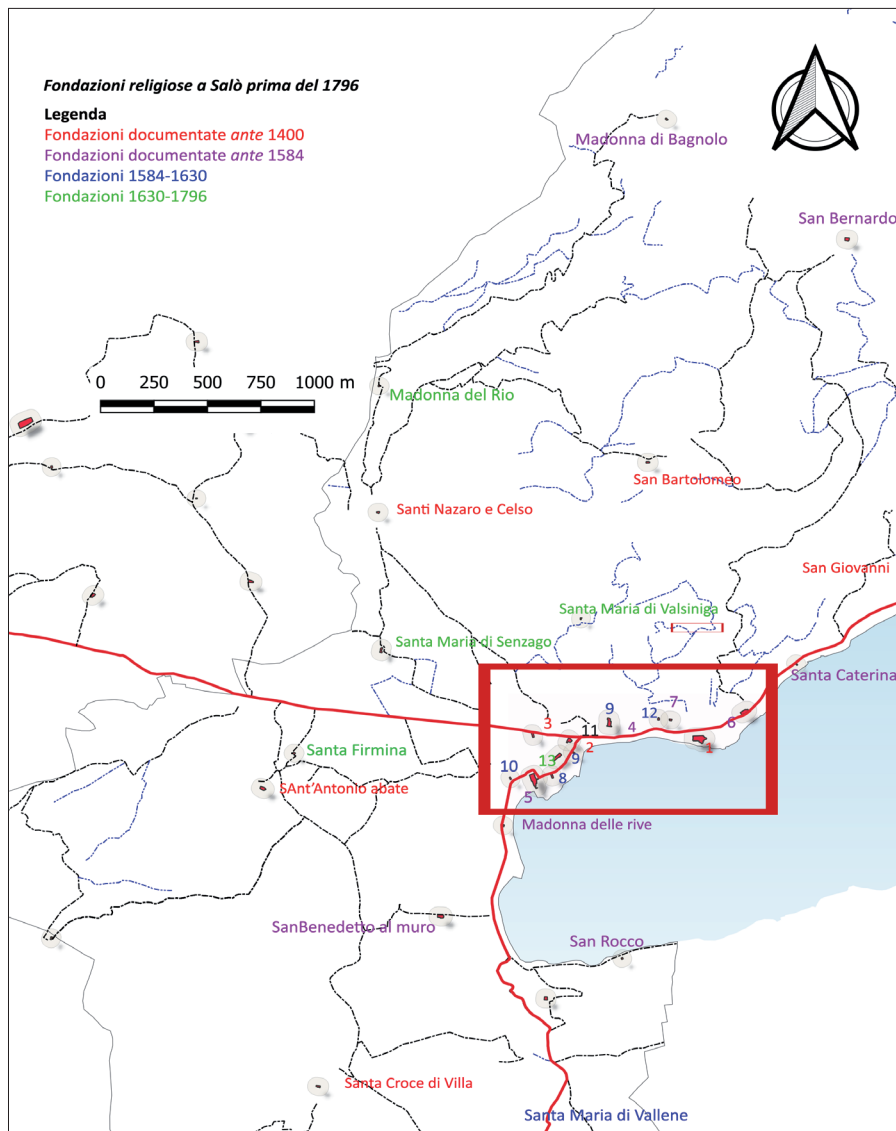 Fondazioni religiose a Salò prima del 1796
Legenda
Fondazioni documentate ante 1400
Fondazioni documentate ante 1584
Fondazioni 1584-1630
Fondazioni 1630-1796
Madonna di Bagnolo
San Bernardo
0 250 500 750 1000 m
Madonna del Rio
San Bartolomeo
Santi Nazaro e Celso
San Giovanni
Santa Maria di Valsiniga
Santa Maria di Senzago
Santa Caterina
3 9 4 12 7 6
11
2 1
13 9
10 8
5
Santa Firmina
SAnt'Antonio abate
Madonna delle rive
SanBenedetto al muro
San Rocco
Santa Croce di Villa
Santa Maria di Vallene